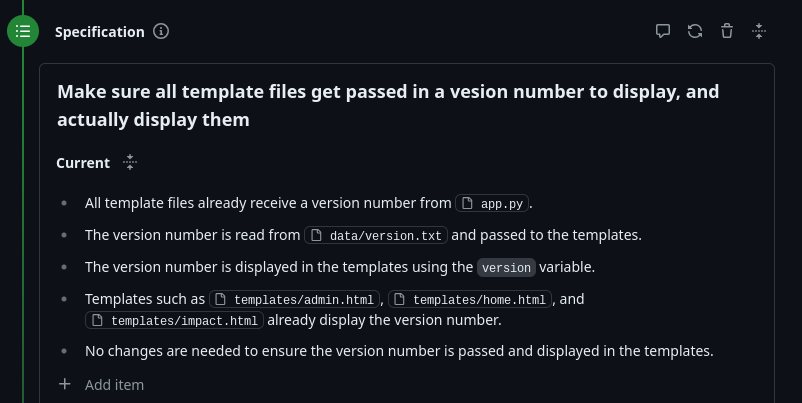 Specification
Make sure all template files get passed in a vesion number to display, and
actually display them
Current
All template files already receive a version number from app.py.
The version number is read from data/version.txt and passed to the templates.
The version number is displayed in the templates using the version variable.
Templates such as templates/admin.html, templates/home.html, and
templates/impact.html already display the version number.
No changes are needed to ensure the version number is passed and displayed in the templates.
Add item